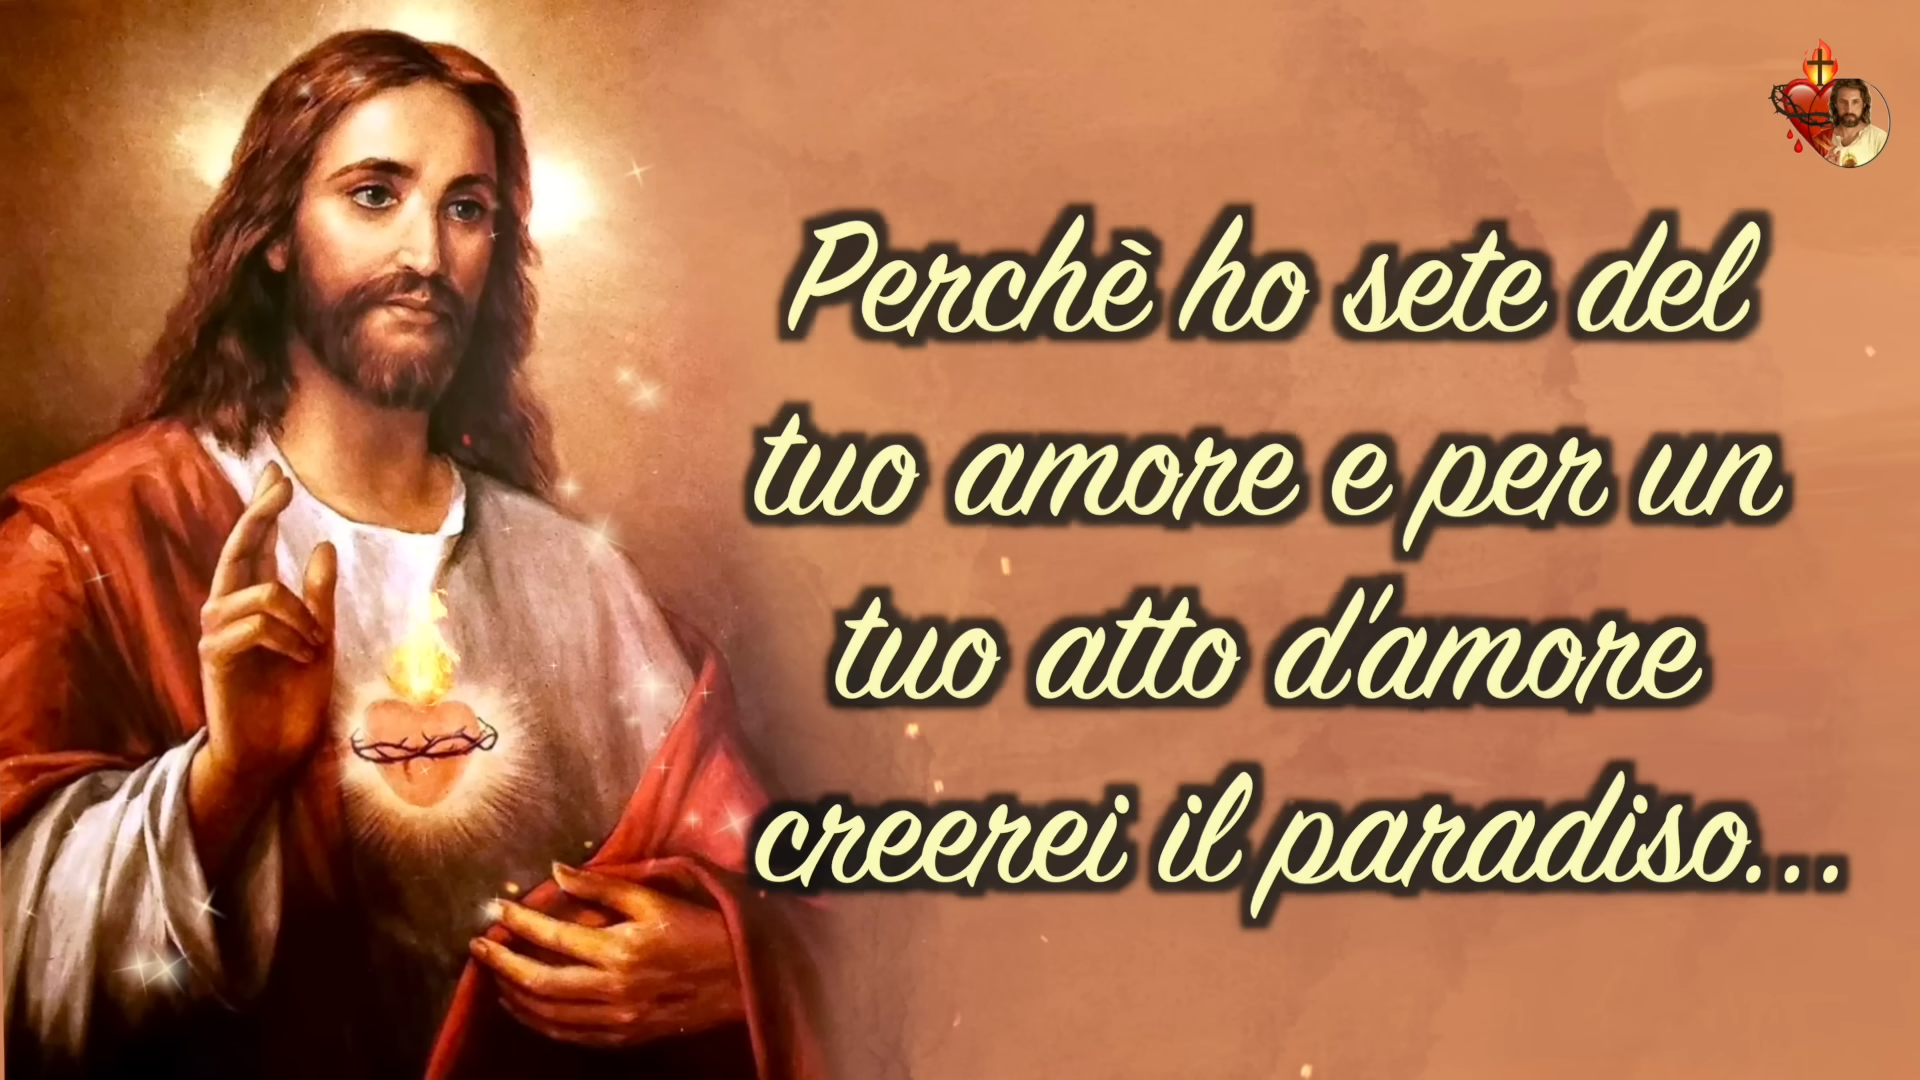 Perchè ho sete del
tuo amore e per un
tuo atto d'amore
creerei il paradiso...